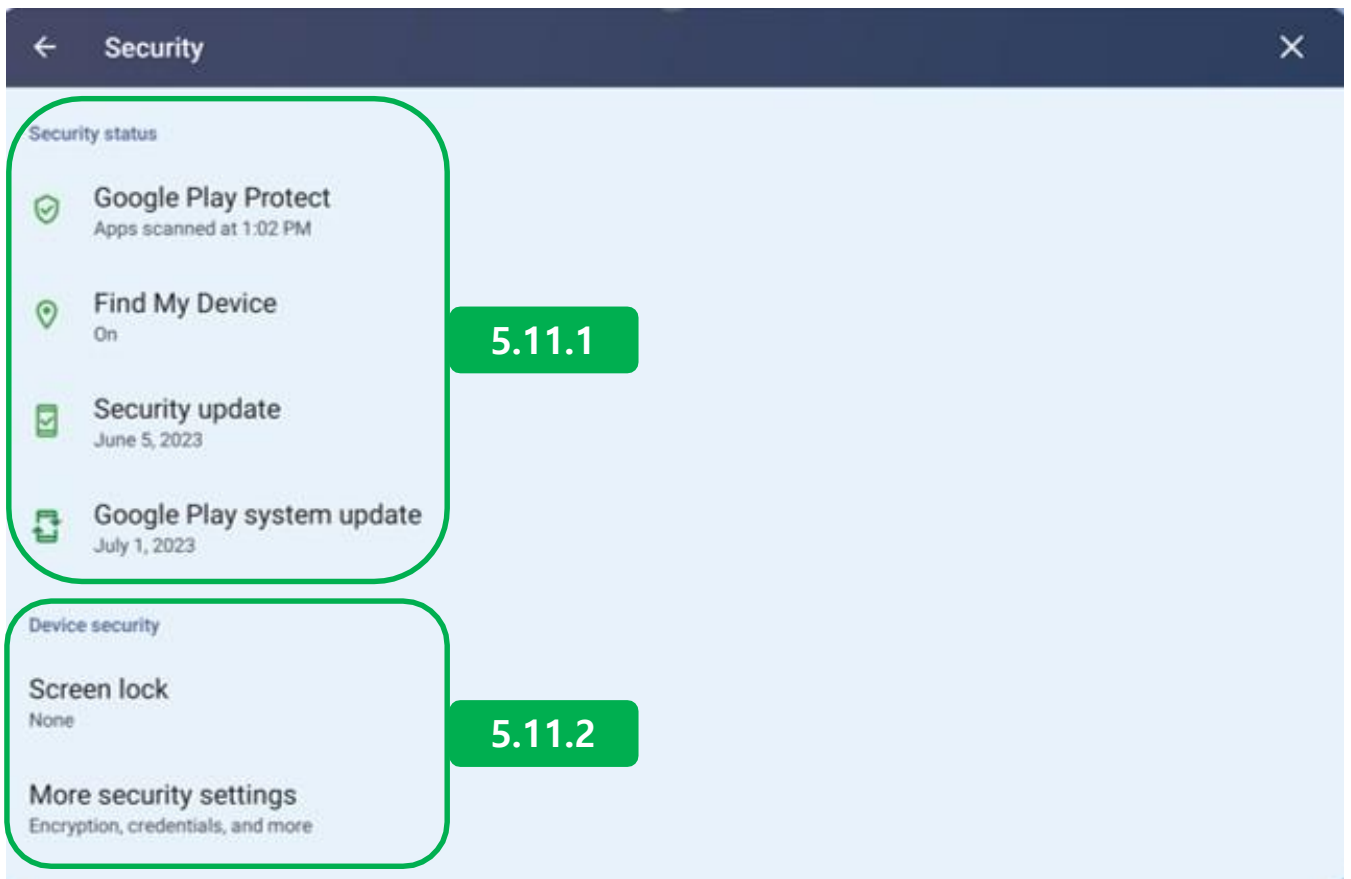 Security
Security status
Google Play Protect
Apps scanned at 1:02 PM
Find My Device
On
5.11.1
Security update
June 5, 2023
Google Play system update
July 1, 2023
Device security
Screen lock
None
5.11.2
More security settings
Encryption, credentials, and more